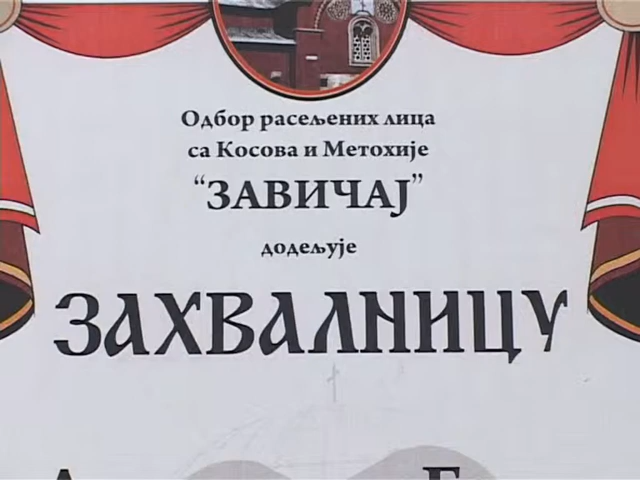 Одбор расељених лица
са Косова и Метохије
“ЗАВИЧАЈ”
додељује
ЗАХВАЛНИЦУ